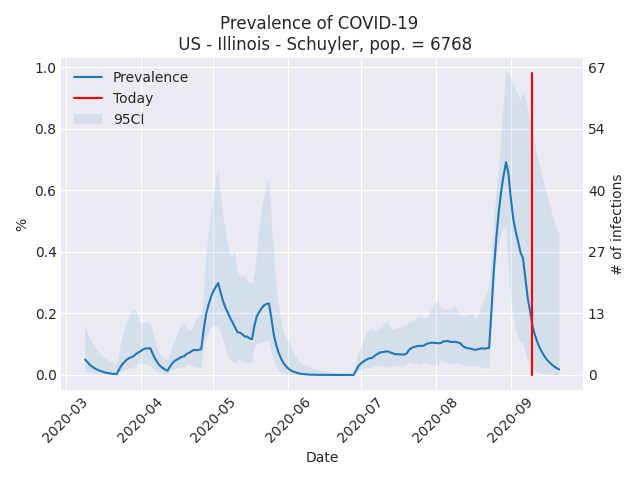 Prevalence of COVID-19
US - Illinois - Schuyler, pop. = 6768
Prevalence
Today
95CI
1.0
0.8
0.6
0.4
0.2
0.0
%
67
54
40
27
13
0
# of infections
2020-03
2020-04
2020-05
2020-06
2020-07
2020-08
2020-09
Date